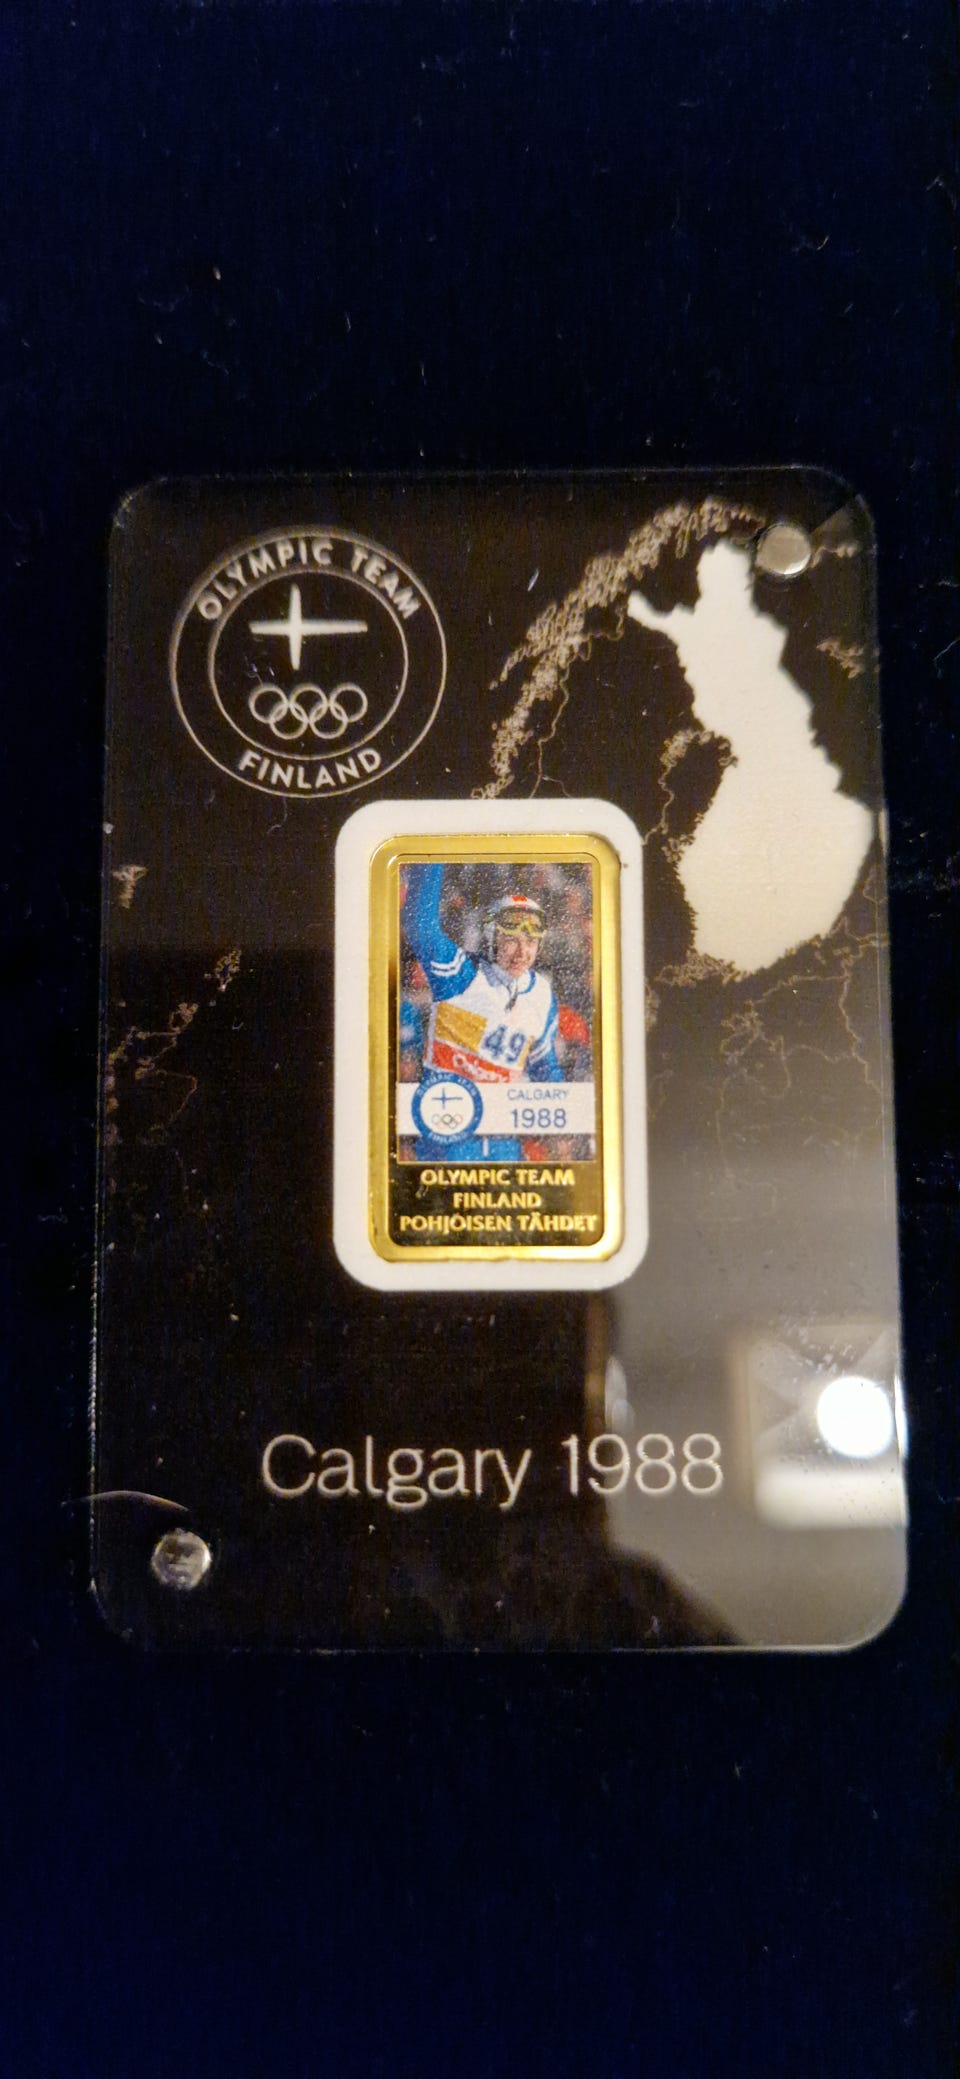 OLYMPIC TEAM
FINLAND
49
Calgary
CALGARY
1988
OLYMPIC TEAM
FINLAND
POHJOISEN TÄHDET
Calgary 1988